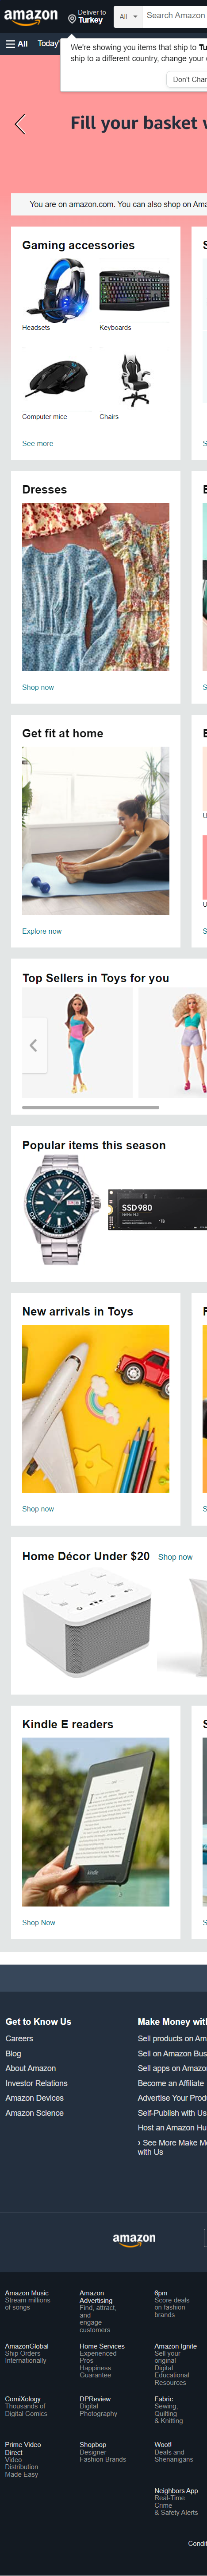 amazon
Deliver to
Turkey
All
Search Amazon
All
Today'
We're showing you items that ship to Tu
ship to a different country, change your
Don't Char
Fill your basket w
You are on amazon.com. You can also shop on Ama
Gaming accessories
Headsets
Keyboards
Computer mice
Chairs
See more
Dresses
Shop now
Get fit at home
Explore now
Top Sellers in Toys for you
Popular items this season
SSD 980
New arrivals in Toys
Shop now
Home Décor Under $20 Shop now
Kindle E readers
kindle
Shop Now
Get to Know Us
Careers
Blog
About Amazon
Investor Relations
Amazon Devices
Amazon Science
Make Money with
Sell products on Am
Sell on Amazon Bus
Sell apps on Amazo
Become an Affiliate
Advertise Your Prod
Self-Publish with Us
Host an Amazon Hu
› See More Make Mo
with Us
amazon
Amazon Music
Stream millions
of songs
Amazon
Advertising
Find, attract,
and
engage
customers
6pm
Score deals
on fashion
brands
AmazonGlobal
Ship Orders
Internationally
Home Services
Experienced
Pros
Happiness
Guarantee
Amazon Ignite
Sell your
original
Digital
Educational
Resources
ComiXology
Thousands of
Digital Comics
DPReview
Digital
Photography
Fabric
Sewing,
Quilting
& Knitting
Prime Video
Direct
Video
Distribution
Made Easy
Shopbop
Designer
Fashion Brands
Woot!
Deals and
Shenanigans
Neighbors App
Real-Time
Crime
& Safety Alerts
Condit